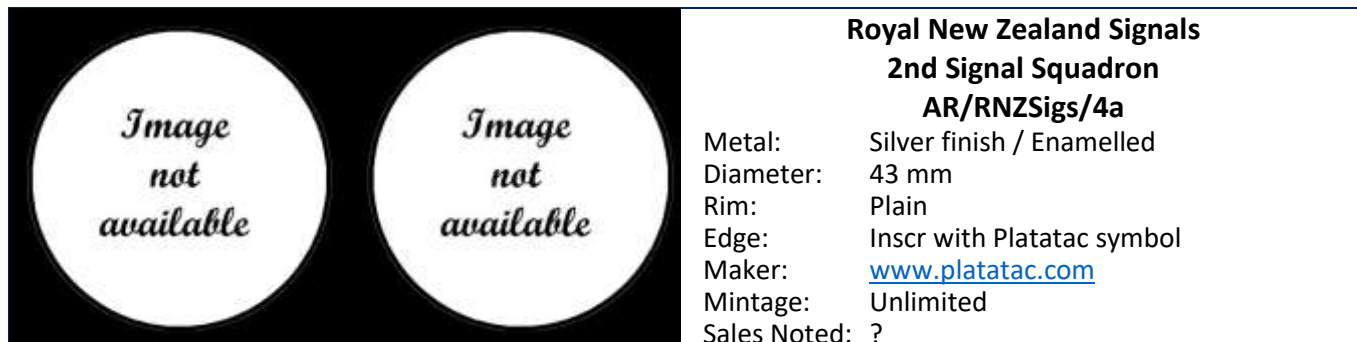 Image
not
available
Image
not
available
Royal New Zealand Signals
2nd Signal Squadron
AR/RNZSigs/4a
Metal: Silver finish / Enamelled
Diameter: 43 mm
Rim: Plain
Edge: Inscr with Platatac symbol
Maker: www.platatac.com
Mintage: Unlimited
Sales Noted: ?